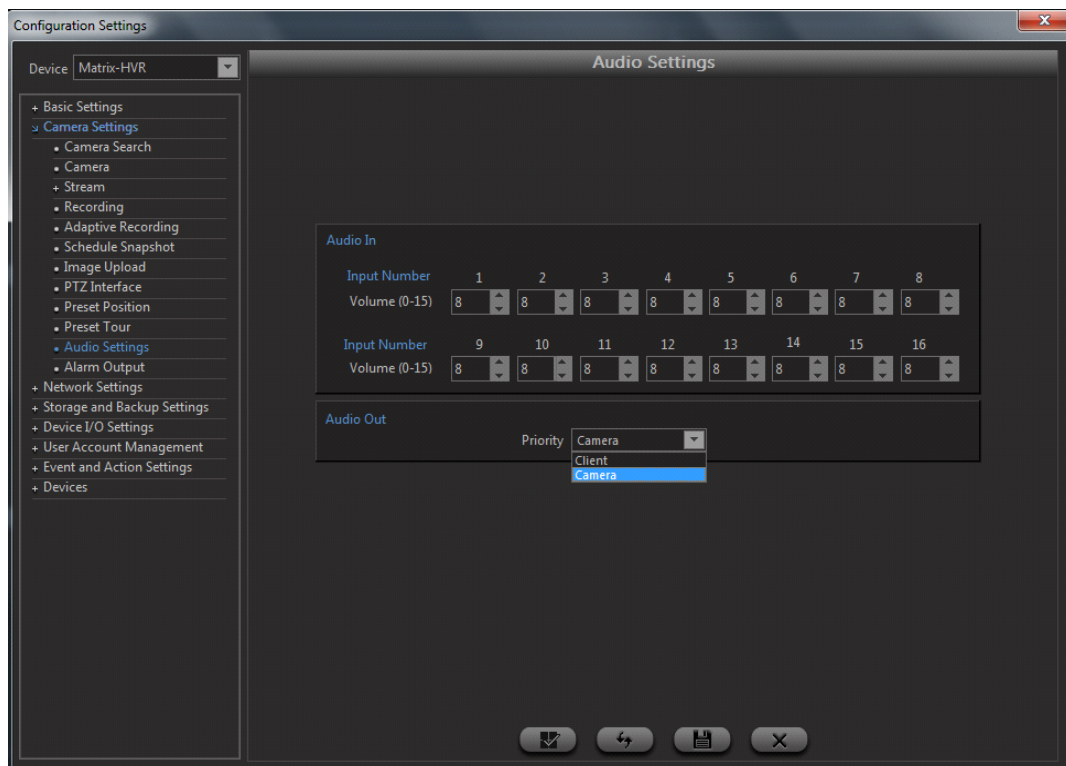 Configuration Settings
Device Matrix-HVR
+ Basic Settings
Camera Settings
• Camera Search
• Camera
+ Stream
• Recording
• Adaptive Recording
• Schedule Snapshot
• Image Upload
• PTZ Interface
• Preset Position
• Preset Tour
• Audio Settings
• Alarm Output
+ Network Settings
+ Storage and Backup Settings
+ Device I/O Settings
+ User Account Management
+ Event and Action Settings
+ Devices
Audio Settings
Audio In
Input Number 1 2 3 4 5 6 7 8
Volume (0-15) 8 8 8 8 8 8 8 8
Input Number 9 10 11 12 13 14 15 16
Volume (0-15) 8 8 8 8 8 8 8 8
Audio Out
Priority Camera
Client
Camera